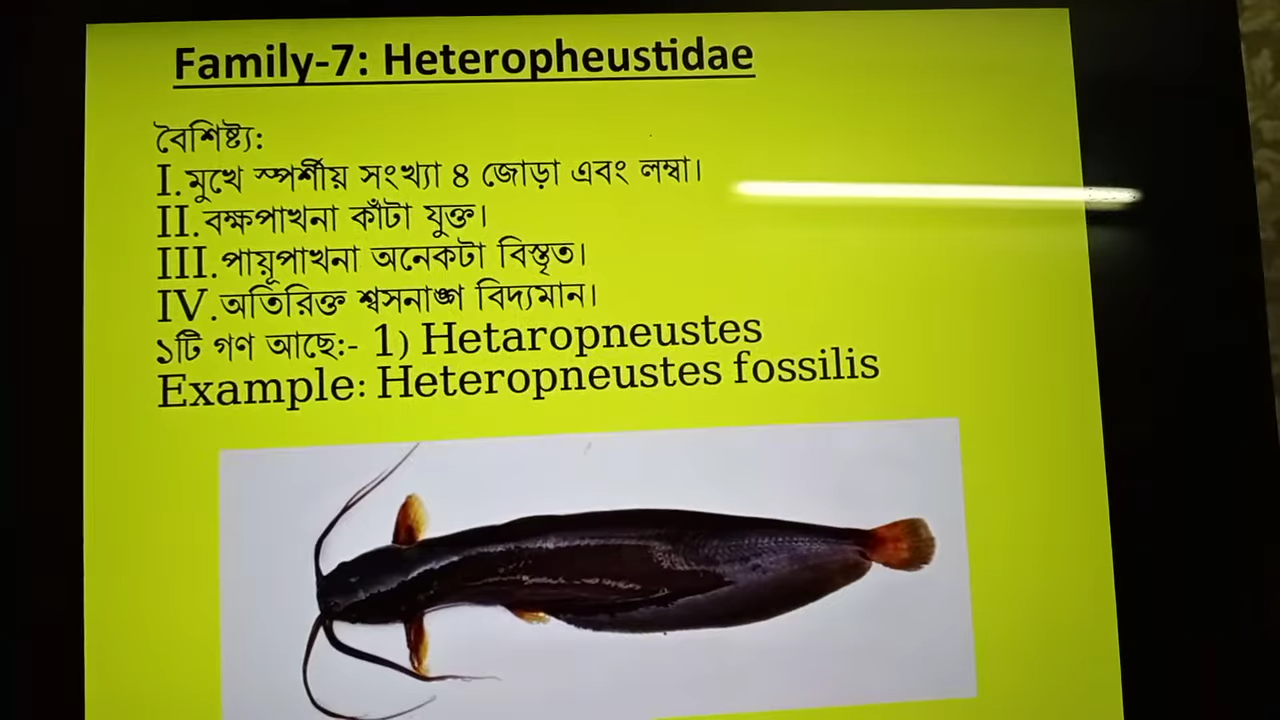 Family-7: Heteropheustidae
বৈশিষ্ট্য:
I.মুখে স্পর্শীয় সংখ্যা ৪ জোড়া এবং লম্বা।
II.বক্ষপাখনা কাঁটা যুক্ত।
III.পায়ূপাখনা অনেকটা বিস্তৃত।
IV.অতিরিক্ত শ্বসনাঙ্গ বিদ্যমান।
১টি গণ আছে:- 1) Hetaropneustes
Example: Heteropneustes fossilis